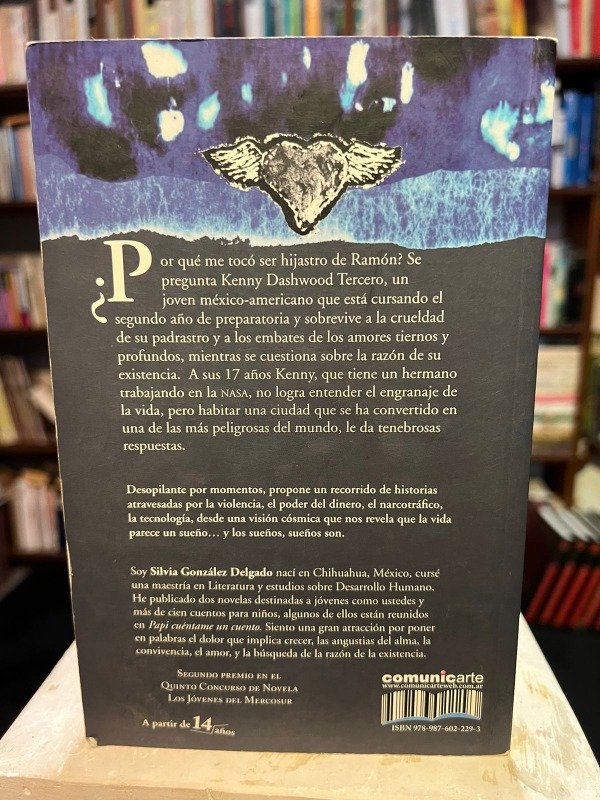 ¿Por qué me tocó ser hijastro de Ramón? Se
pregunta Kenny Dashwood Tercero, un
joven méxico-americano que está cursando el
segundo año de preparatoria y sobrevive a la crueldad
de su padrastro y a los embates de los amores tiernos y
profundos, mientras se cuestiona sobre la razón de su
existencia. A sus 17 años Kenny, que tiene un hermano
trabajando en la NASA, no logra entender el engranaje de
la vida, pero habitar una ciudad que se ha convertido en
una de las más peligrosas del mundo, le da tenebrosas
respuestas.
Desopilante por momentos, propone un recorrido de historias
atravesadas por la violencia, el poder del dinero, el narcotráfico,
la tecnología, desde una visión cósmica que nos revela que la vida
parece un sueño... y los sueños, sueños son.
Soy Silvia González Delgado nací en Chihuahua, México, cursé
una maestría en Literatura y estudios sobre Desarrollo Humano.
He publicado dos novelas destinadas a jóvenes como ustedes y
más de cien cuentos para niños, algunos de ellos están reunidos
en Papi cuéntame un cuento. Siento una gran atracción por poner
en palabras el dolor que implica crecer, las angustias del alma, la
convivencia, el amor, y la búsqueda de la razón de la existencia.
Segundo premio en el
Quinto Concurso de Novela
Los Jóvenes del Mercosur
A partir de 14 años
comunicarte
www.comunicarteweb.com.ar
ISBN 978-987-602-229-3